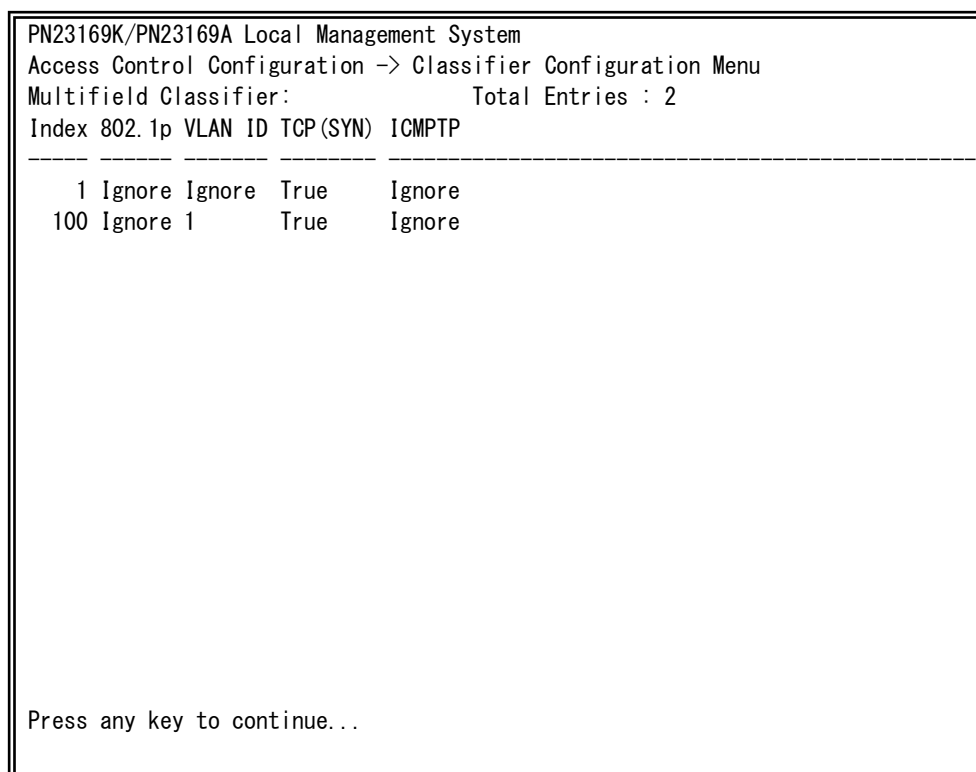 PN23169K/PN23169A Local Management System
Access Control Configuration -> Classifier Configuration Menu
Multifield Classifier:                Total Entries : 2
Index 802.1p VLAN ID TCP(SYN) ICMPTP
----- ------ ------- -------- -------------------------------------------------
    1 Ignore Ignore  True     Ignore
  100 Ignore 1       True     Ignore
Press any key to continue...